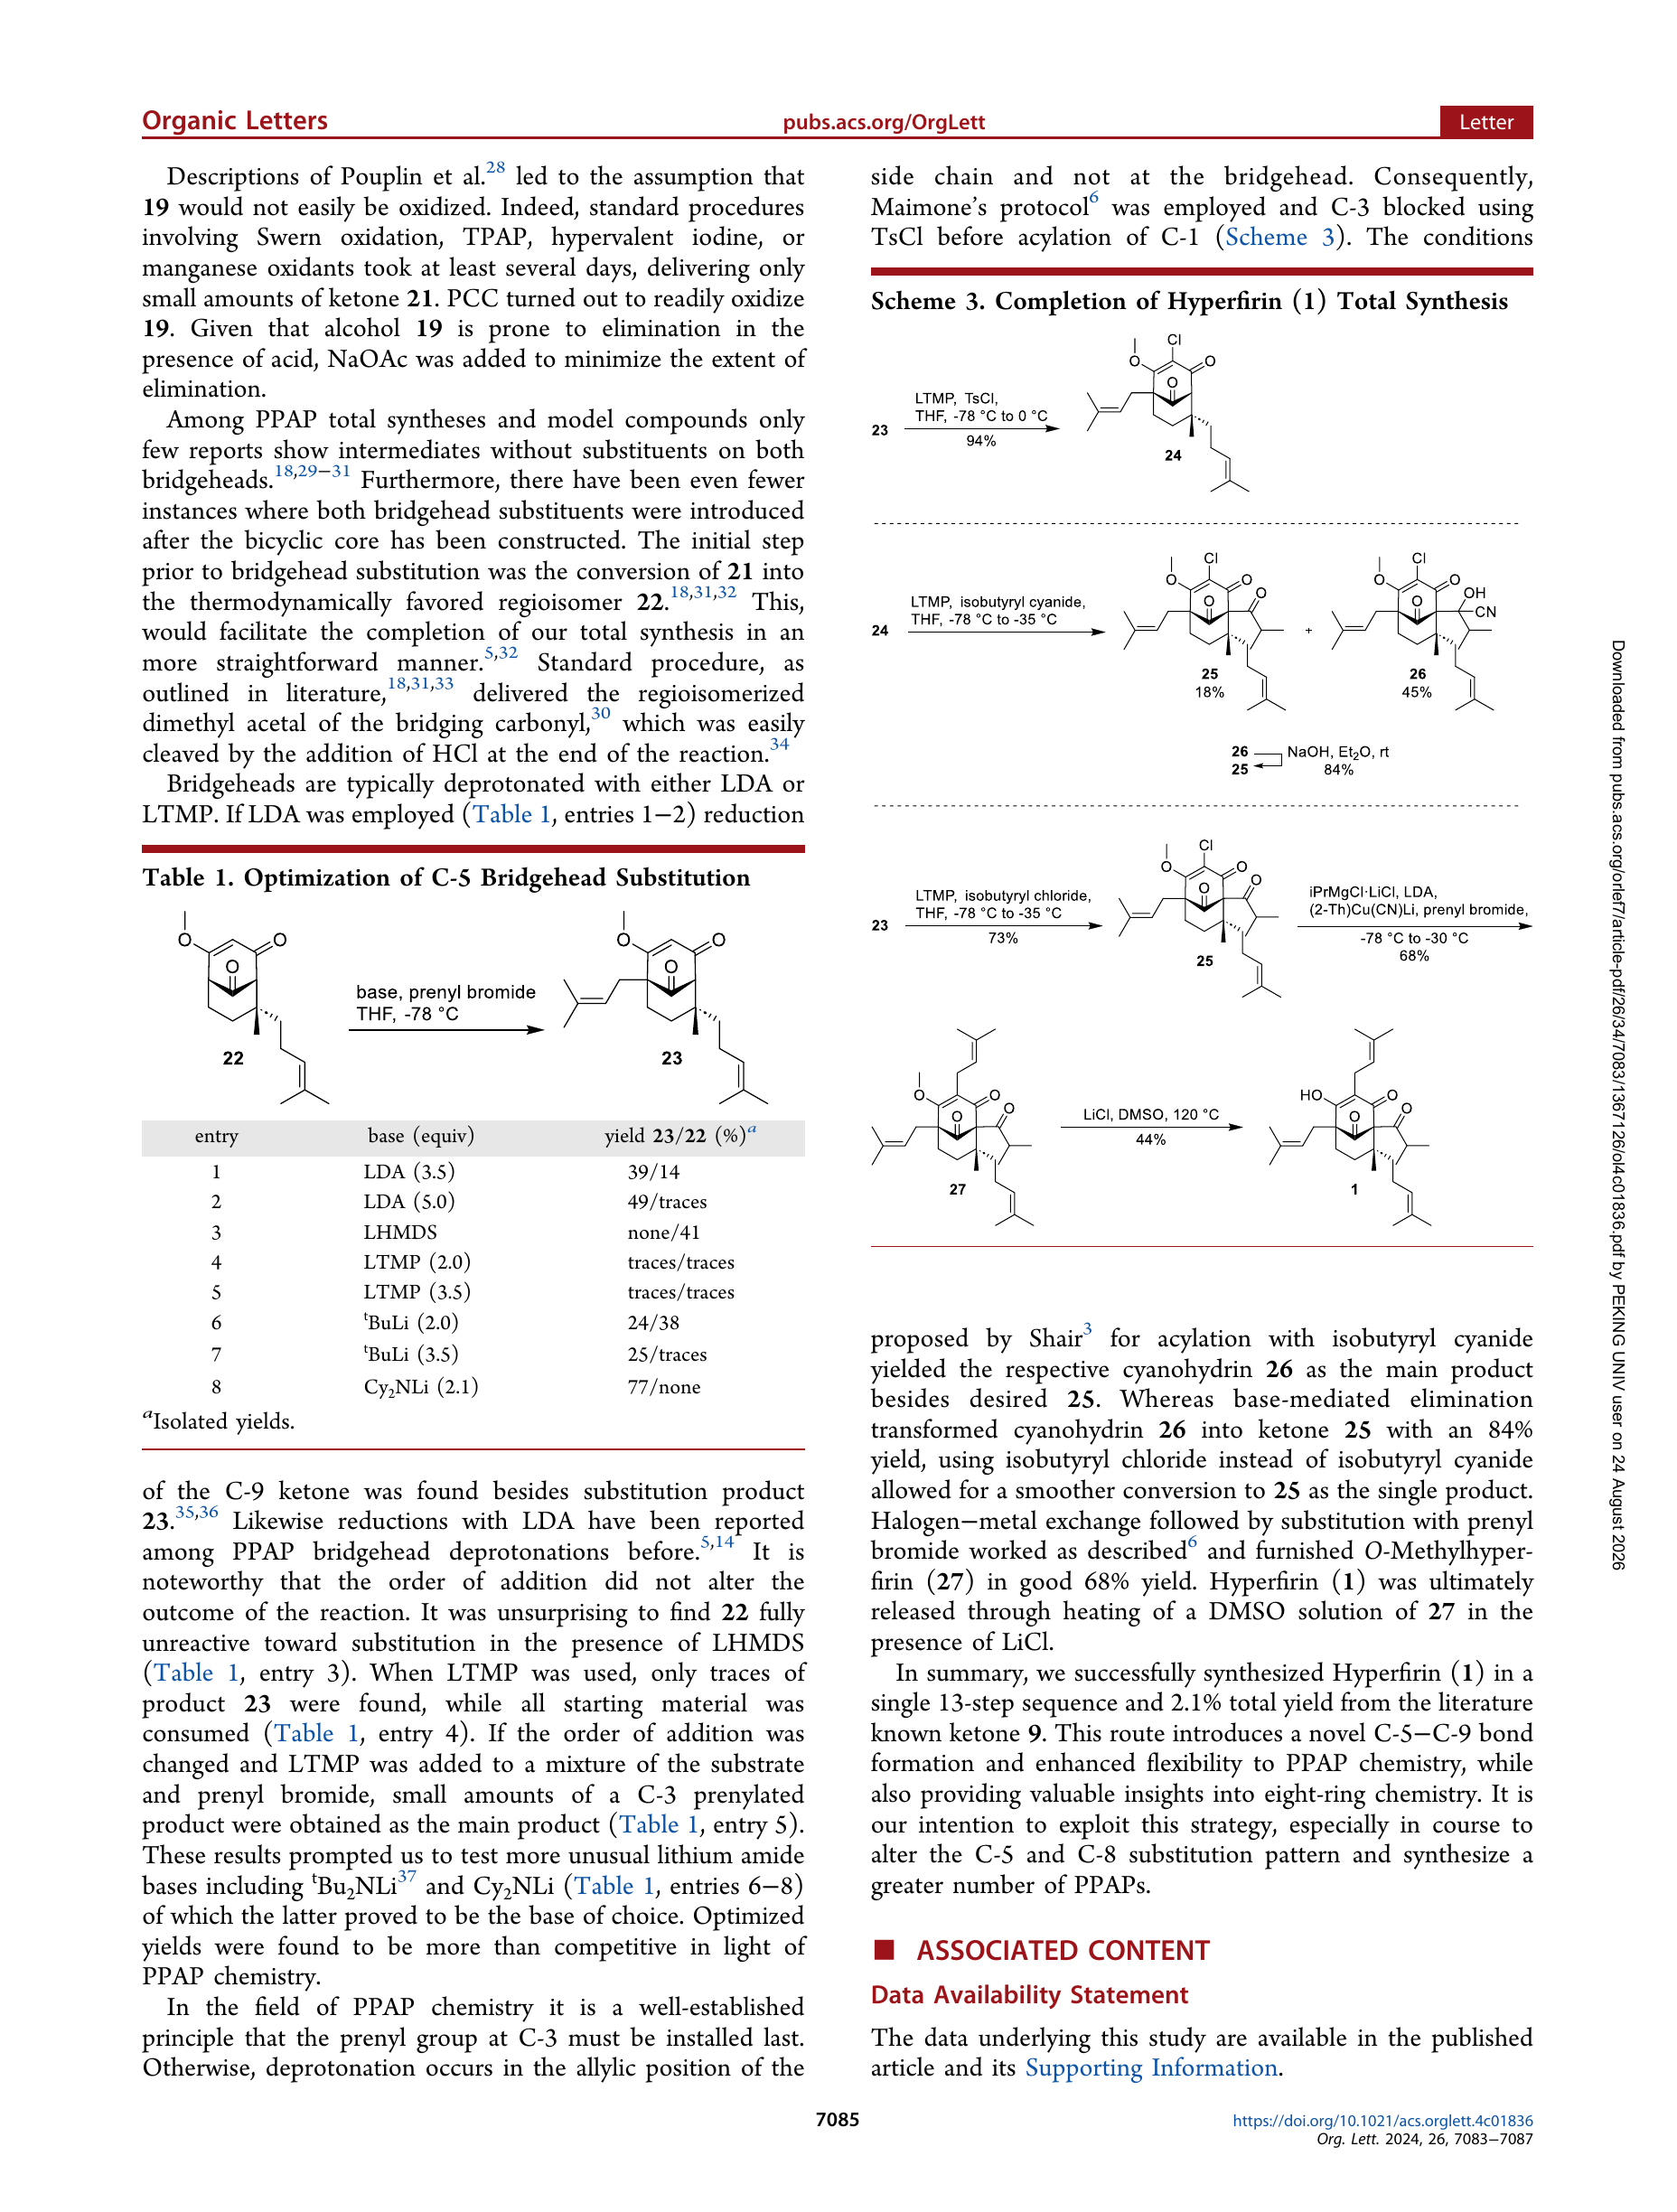 Organic Letters
pubs.acs.org/OrgLett
Letter
Descriptions of Pouplin et al.28 led to the assumption that
19 would not easily be oxidized. Indeed, standard procedures
involving Swern oxidation, TPAP, hypervalent iodine, or
manganese oxidants took at least several days, delivering only
small amounts of ketone 21. PCC turned out to readily oxidize
19. Given that alcohol 19 is prone to elimination in the
presence of acid, NaOAc was added to minimize the extent of
elimination.
Among PPAP total syntheses and model compounds only
few reports show intermediates without substituents on both
bridgeheads.18,29−31 Furthermore, there have been even fewer
instances where both bridgehead substituents were introduced
after the bicyclic core has been constructed. The initial step
prior to bridgehead substitution was the conversion of 21 into
the thermodynamically favored regioisomer 22.18,31,32 This,
would facilitate the completion of our total synthesis in an
more straightforward manner.5,32 Standard procedure, as
outlined in literature,18,31,33 delivered the regioisomerized
dimethyl acetal of the bridging carbonyl,30 which was easily
cleaved by the addition of HCl at the end of the reaction.34
Bridgeheads are typically deprotonated with either LDA or
LTMP. If LDA was employed (Table 1, entries 1−2) reduction
Table 1. Optimization of C-5 Bridgehead Substitution
O
O
O
22
base, prenyl bromide
THF, -78 °C
O
O
O
23
entry base (equiv) yield 23/22 (%)a
1 LDA (3.5) 39/14
2 LDA (5.0) 49/traces
3 LHMDS none/41
4 LTMP (2.0) traces/traces
5 LTMP (3.5) traces/traces
6 tBuLi (2.0) 24/38
7 tBuLi (3.5) 25/traces
8 Cy2NLi (2.1) 77/none
aIsolated yields.
of the C-9 ketone was found besides substitution product
23.35,36 Likewise reductions with LDA have been reported
among PPAP bridgehead deprotonations before.5,14 It is
noteworthy that the order of addition did not alter the
outcome of the reaction. It was unsurprising to find 22 fully
unreactive toward substitution in the presence of LHMDS
(Table 1, entry 3). When LTMP was used, only traces of
product 23 were found, while all starting material was
consumed (Table 1, entry 4). If the order of addition was
changed and LTMP was added to a mixture of the substrate
and prenyl bromide, small amounts of a C-3 prenylated
product were obtained as the main product (Table 1, entry 5).
These results prompted us to test more unusual lithium amide
bases including tBu2NLi37 and Cy2NLi (Table 1, entries 6−8)
of which the latter proved to be the base of choice. Optimized
yields were found to be more than competitive in light of
PPAP chemistry.
In the field of PPAP chemistry it is a well-established
principle that the prenyl group at C-3 must be installed last.
Otherwise, deprotonation occurs in the allylic position of the
side chain and not at the bridgehead. Consequently,
Maimone's protocol6 was employed and C-3 blocked using
TsCl before acylation of C-1 (Scheme 3). The conditions
Scheme 3. Completion of Hyperfirin (1) Total Synthesis
23
LTMP, TsCl,
THF, -78 °C to 0 °C
94%
Cl
O
O
O
24
24
LTMP, isobutyryl cyanide,
THF, -78 °C to -35 °C
Cl
O
O
O
O
25
18%
+
Cl
O
O
O
OH
CN
26
45%
26
25
NaOH, Et2O, rt
84%
23
LTMP, isobutyryl chloride,
THF, -78 °C to -35 °C
73%
Cl
O
O
O
O
25
iPrMgCl·LiCl, LDA,
(2-Th)Cu(CN)Li, prenyl bromide,
-78 °C to -30 °C
68%
O
O
O
O
27
LiCl, DMSO, 120 °C
44%
HO
O
O
O
1
proposed by Shair3 for acylation with isobutyryl cyanide
yielded the respective cyanohydrin 26 as the main product
besides desired 25. Whereas base-mediated elimination
transformed cyanohydrin 26 into ketone 25 with an 84%
yield, using isobutyryl chloride instead of isobutyryl cyanide
allowed for a smoother conversion to 25 as the single product.
Halogen−metal exchange followed by substitution with prenyl
bromide worked as described6 and furnished O-Methylhyper-
firin (27) in good 68% yield. Hyperfirin (1) was ultimately
released through heating of a DMSO solution of 27 in the
presence of LiCl.
In summary, we successfully synthesized Hyperfirin (1) in a
single 13-step sequence and 2.1% total yield from the literature
known ketone 9. This route introduces a novel C-5−C-9 bond
formation and enhanced flexibility to PPAP chemistry, while
also providing valuable insights into eight-ring chemistry. It is
our intention to exploit this strategy, especially in course to
alter the C-5 and C-8 substitution pattern and synthesize a
greater number of PPAPs.
■ ASSOCIATED CONTENT
Data Availability Statement
The data underlying this study are available in the published
article and its Supporting Information.
Downloaded from pubs.acs.org/orlef7/article-pdf/26/34/7083/1367126/ol4c01836.pdf by PEKING UNIV user on 24 August 2026
7085
https://doi.org/10.1021/acs.orglett.4c01836
Org. Lett. 2024, 26, 7083−7087